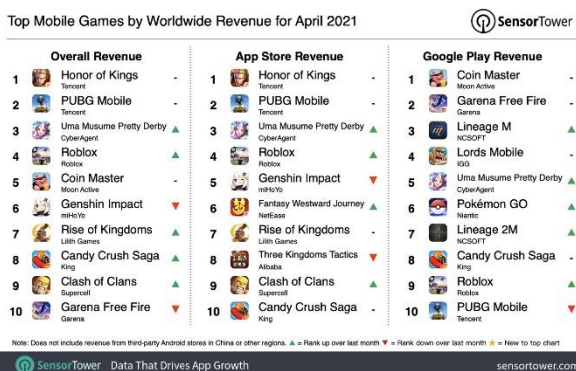 Top Mobile Games by Worldwide Revenue for April 2021
SensorTower
Overall Revenue
1 Honor of Kings -
Tencent
2 PUBG Mobile -
Tencent
3 Uma Musume Pretty Derby ▲
CyberAgent
4 Roblox ▲
Roblox
5 Coin Master -
Moon Active
6 Genshin Impact ▼
miHoYo
7 Rise of Kingdoms ▲
Lilith Games
8 Candy Crush Saga ▲
King
9 Clash of Clans ▲
Supercell
10 Garena Free Fire ▼
Garena
App Store Revenue
1 Honor of Kings -
Tencent
2 PUBG Mobile -
Tencent
3 Uma Musume Pretty Derby ▲
CyberAgent
4 Roblox ▲
Roblox
5 Genshin Impact ▼
miHoYo
6 Fantasy Westward Journey ▲
NetEase
7 Rise of Kingdoms -
Lilith Games
8 Three Kingdoms Tactics ▼
Alibaba
9 Clash of Clans ▲
Supercell
10 Candy Crush Saga -
King
Google Play Revenue
1 Coin Master -
Moon Active
2 Garena Free Fire -
Garena
3 Lineage M ▲
NCSOFT
4 Lords Mobile -
IGG
5 Uma Musume Pretty Derby ▲
CyberAgent
6 Pokémon GO ▲
Niantic
7 Lineage 2M ▲
NCSOFT
8 Candy Crush Saga -
King
9 Roblox ▲
Roblox
10 PUBG Mobile ▼
Tencent
Note: Does not include revenue from third-party Android stores in China or other regions. ▲ = Rank up over last month ▼ = Rank down over last month ★ = New to top chart
SensorTower Data That Drives App Growth
sensortower.com